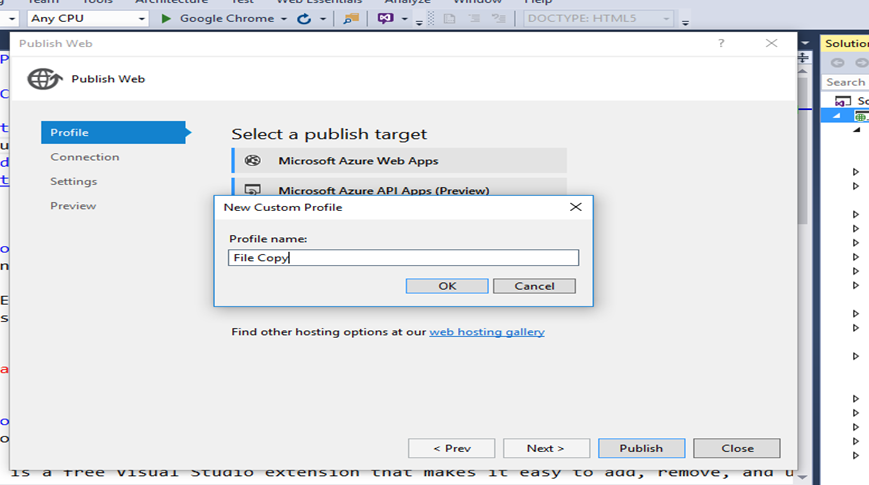 Team Tools Architecture Test Web Essentials Analyze Window Help
Any CPU Google Chrome DOCTYPE: HTML5
Publish Web ?
Solution
Publish Web
Search
Profile
Connection
Settings
Preview
Select a publish target
Microsoft Azure Web Apps
Microsoft Azure API Apps (Preview)
New Custom Profile
Profile name:
File Copy
OK Cancel
Find other hosting options at our web hosting gallery
< Prev Next > Publish Close
is a free Visual Studio extension that makes it easy to add, remove, and u